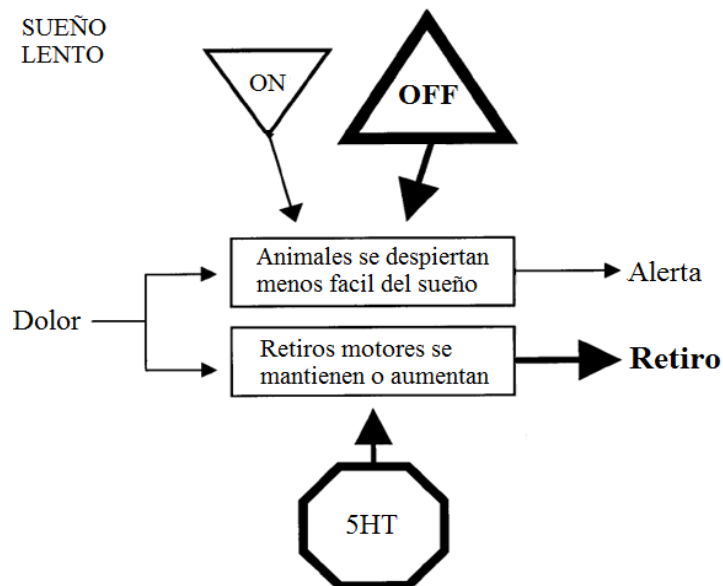 SUEÑO
LENTO
ON
OFF
Animales se despiertan
menos facil del sueño
Alerta
Dolor
Retiros motores se
mantienen o aumentan
Retiro
5HT